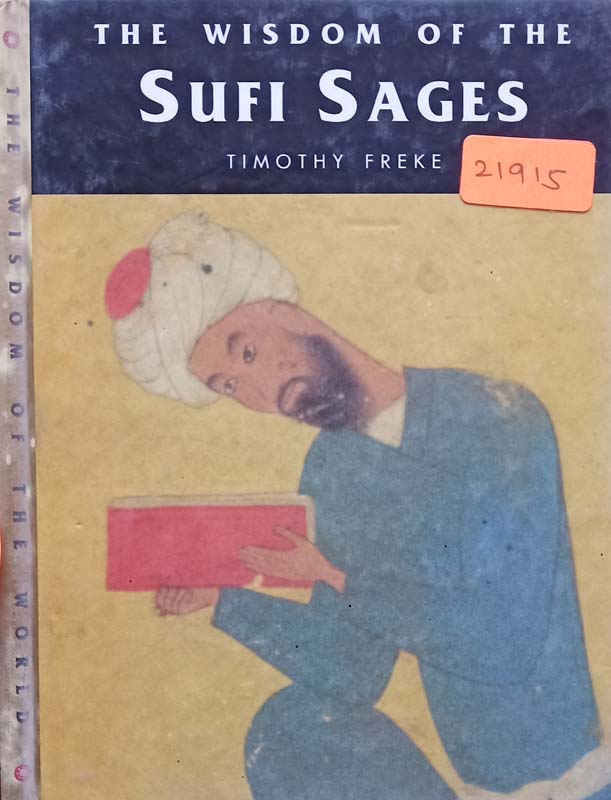 THE WISDOM OF THE
SUFI SAGES
TIMOTHY FREKE
21915
THE WISDOM OF THE WORLD